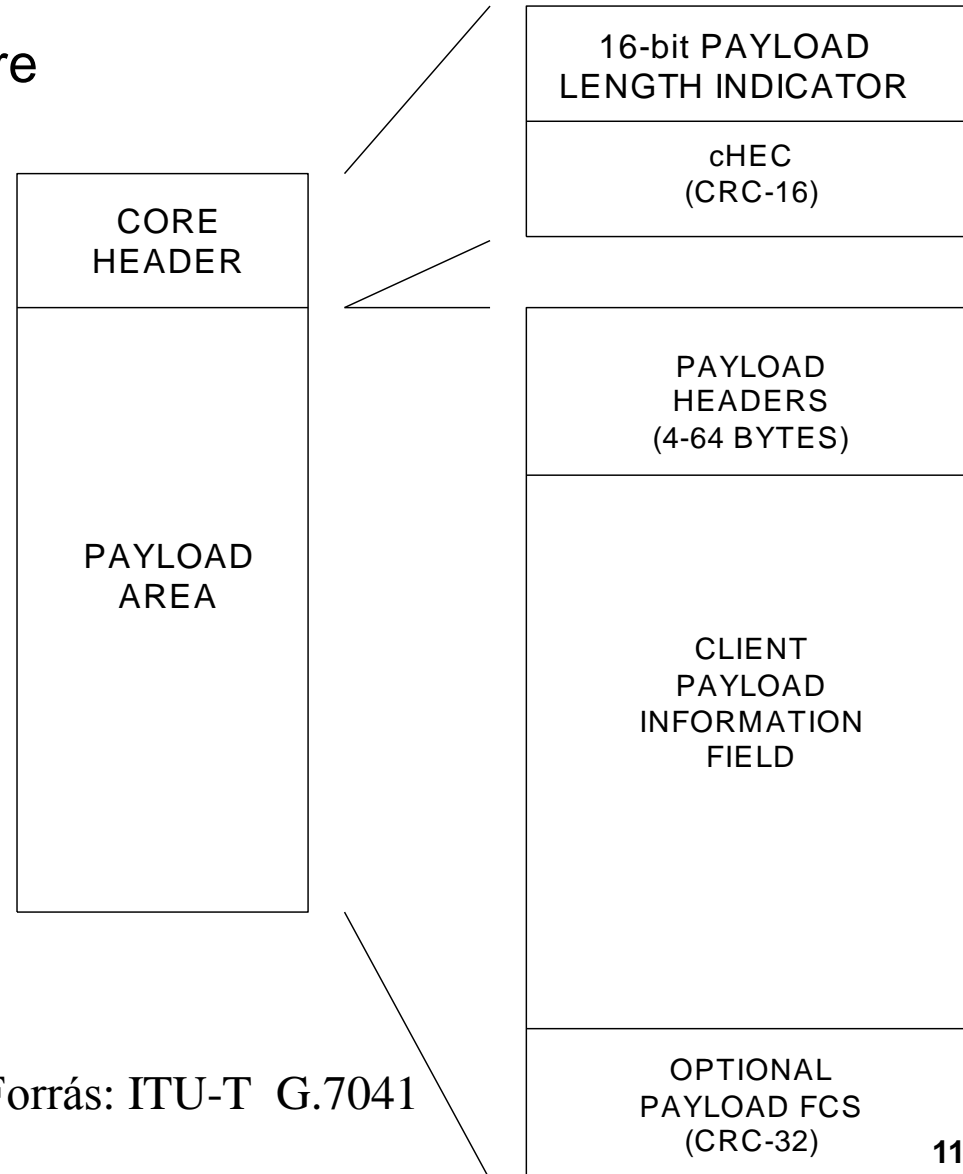 re
16-bit PAYLOAD
LENGTH INDICATOR
cHEC
(CRC-16)
CORE
HEADER
PAYLOAD
HEADERS
(4-64 BYTES)
PAYLOAD
AREA
CLIENT
PAYLOAD
INFORMATION
FIELD
OPTIONAL
PAYLOAD FCS
(CRC-32)
Forrás: ITU-T G.7041
11